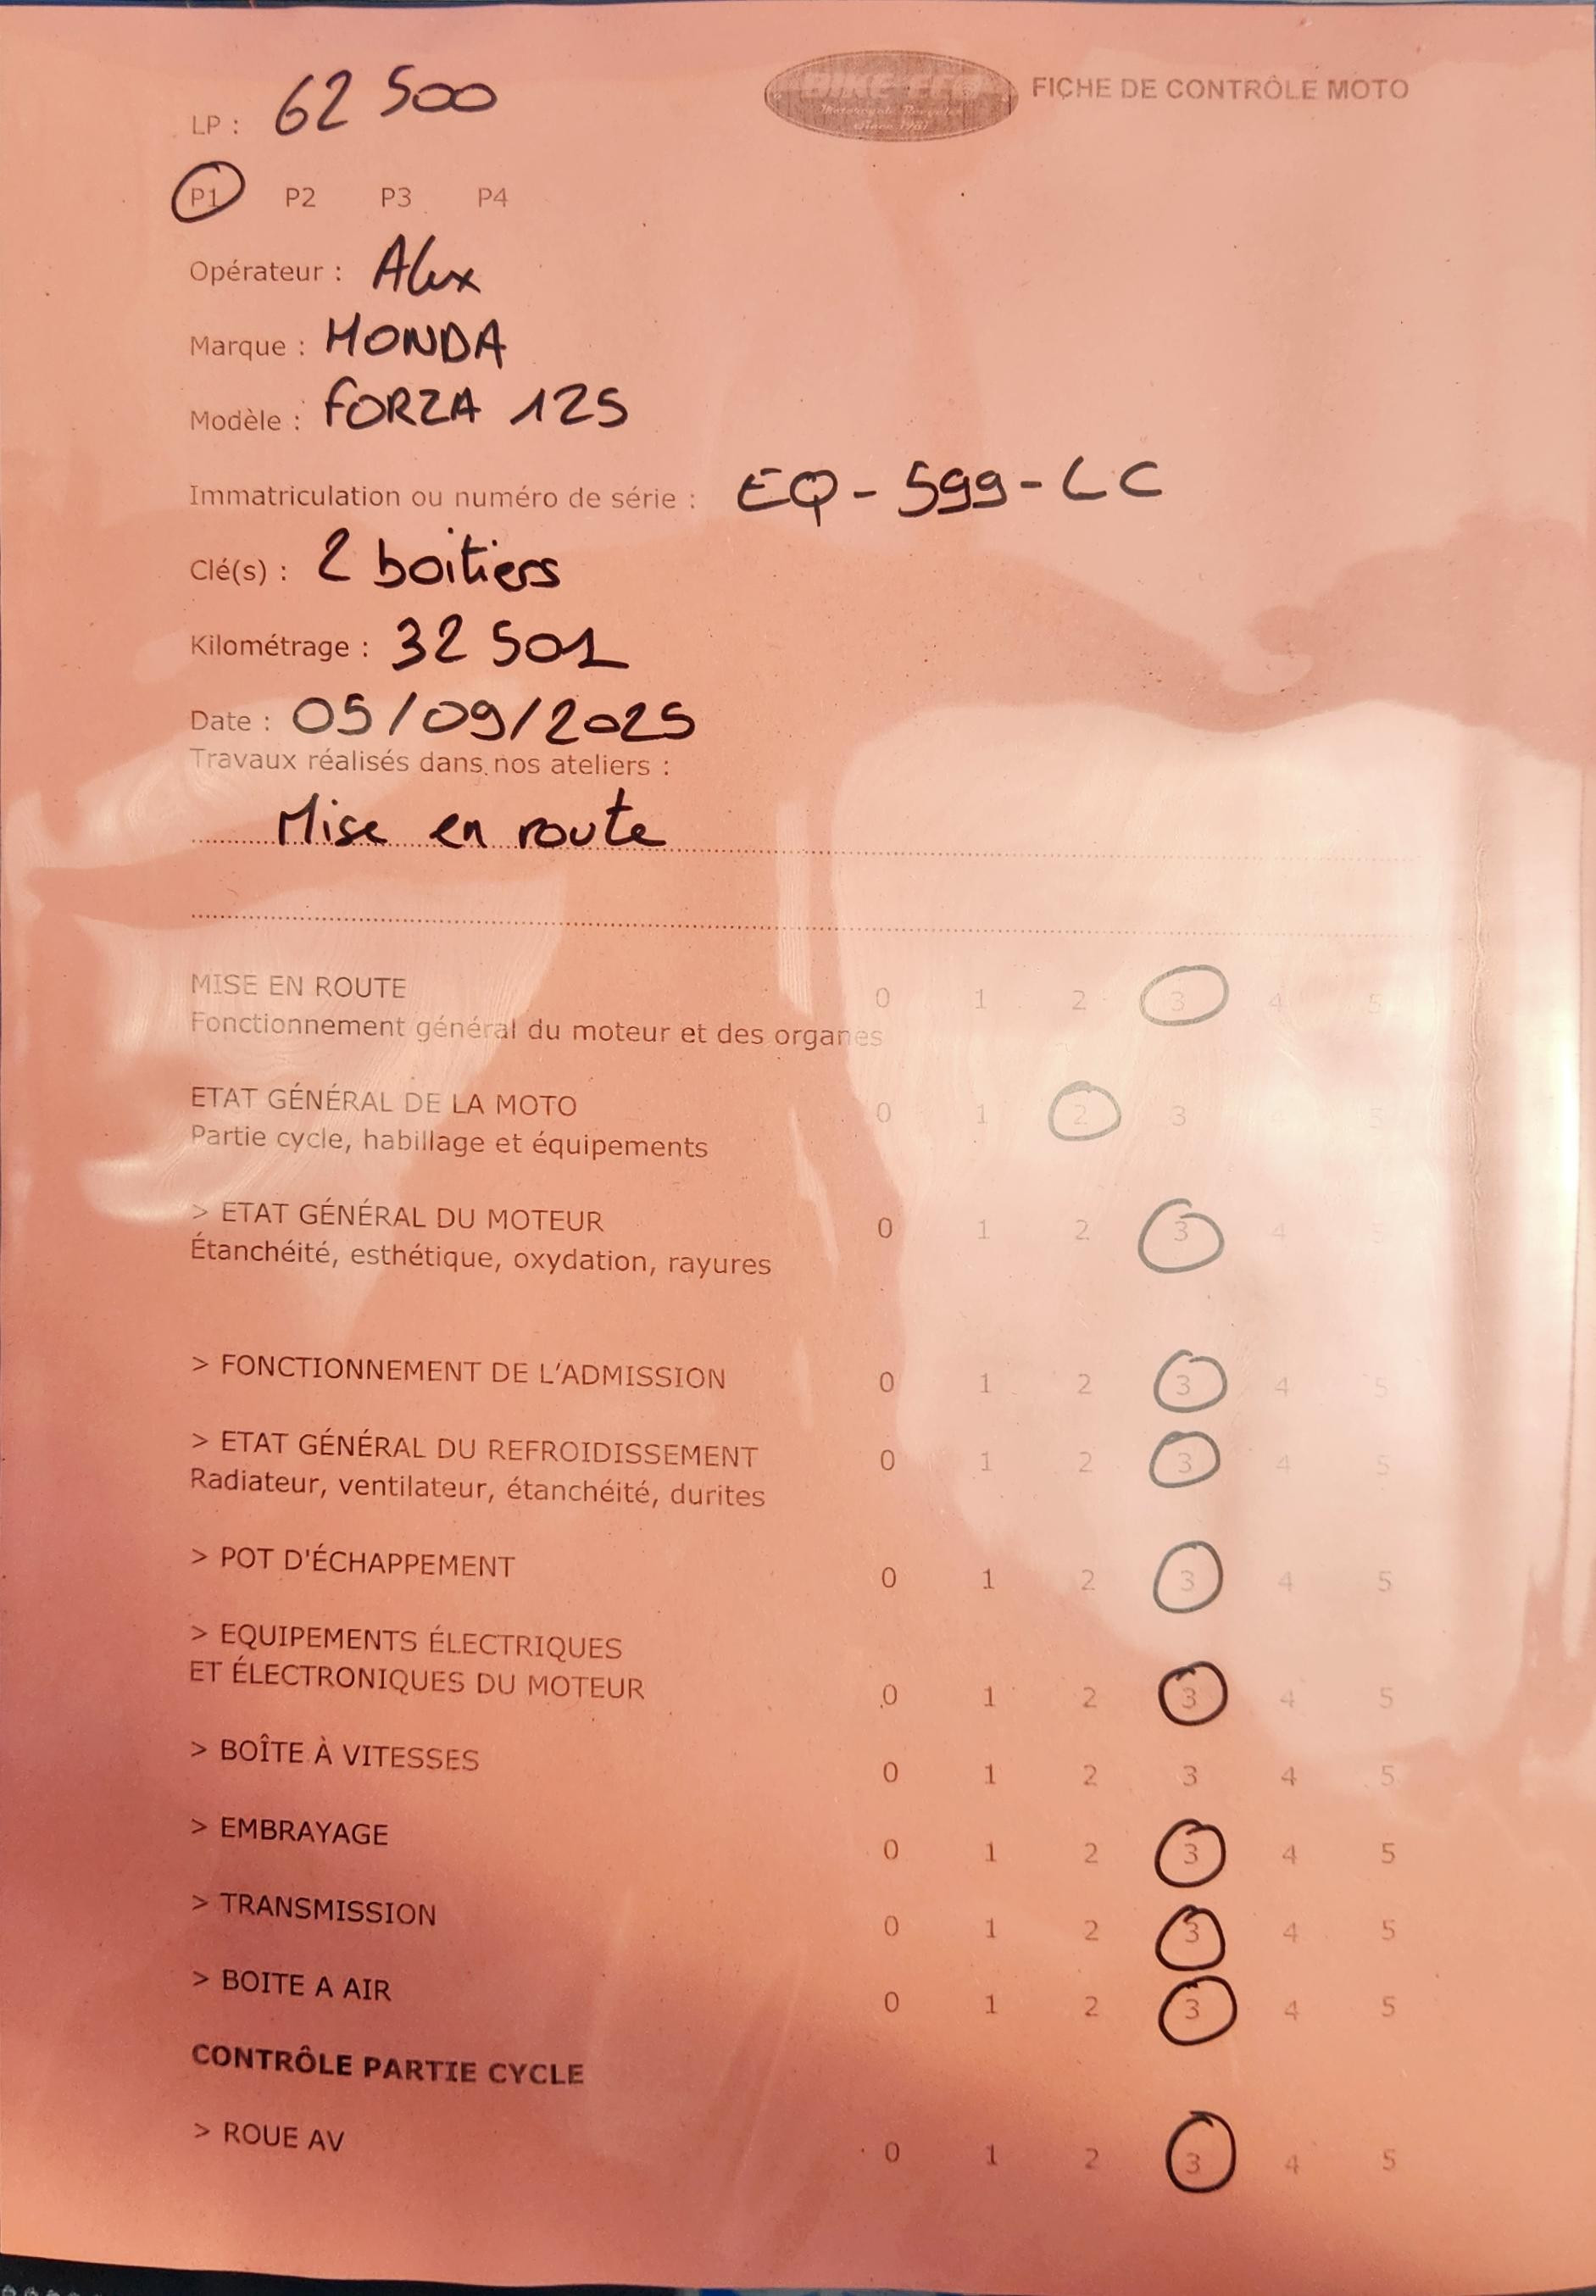 LP : 62 500
BIKE-ECO FICHE DE CONTRÔLE MOTO
Since 1981
P1 P2 P3 P4
Opérateur : Alex
Marque : HONDA
Modèle : FORZA 125
Immatriculation ou numéro de série : EQ-599-LC
Clé(s) : 2 boitiers
Kilométrage : 32 501
Date : 05/09/2025
Travaux réalisés dans nos ateliers :
Mise en route
MISE EN ROUTE 0 1 2 3 4 5
Fonctionnement général du moteur et des organes
ETAT GÉNÉRAL DE LA MOTO 0 1 2 3 5
Partie cycle, habillage et équipements
> ETAT GÉNÉRAL DU MOTEUR 0 1 2 3 4 5
Étanchéité, esthétique, oxydation, rayures
> FONCTIONNEMENT DE L'ADMISSION 0 1 2 3 4 5
> ETAT GÉNÉRAL DU REFROIDISSEMENT 0 1 2 3 4 5
Radiateur, ventilateur, étanchéité, durites
> POT D'ÉCHAPPEMENT 0 1 2 3 4 5
> EQUIPEMENTS ÉLECTRIQUES
ET ÉLECTRONIQUES DU MOTEUR 0 1 2 3 4 5
> BOÎTE À VITESSES 0 1 2 3 4 5
> EMBRAYAGE 0 1 2 3 4 5
> TRANSMISSION 0 1 2 3 4 5
> BOITE A AIR 0 1 2 3 4 5
CONTRÔLE PARTIE CYCLE
> ROUE AV 0 1 2 3 4 5